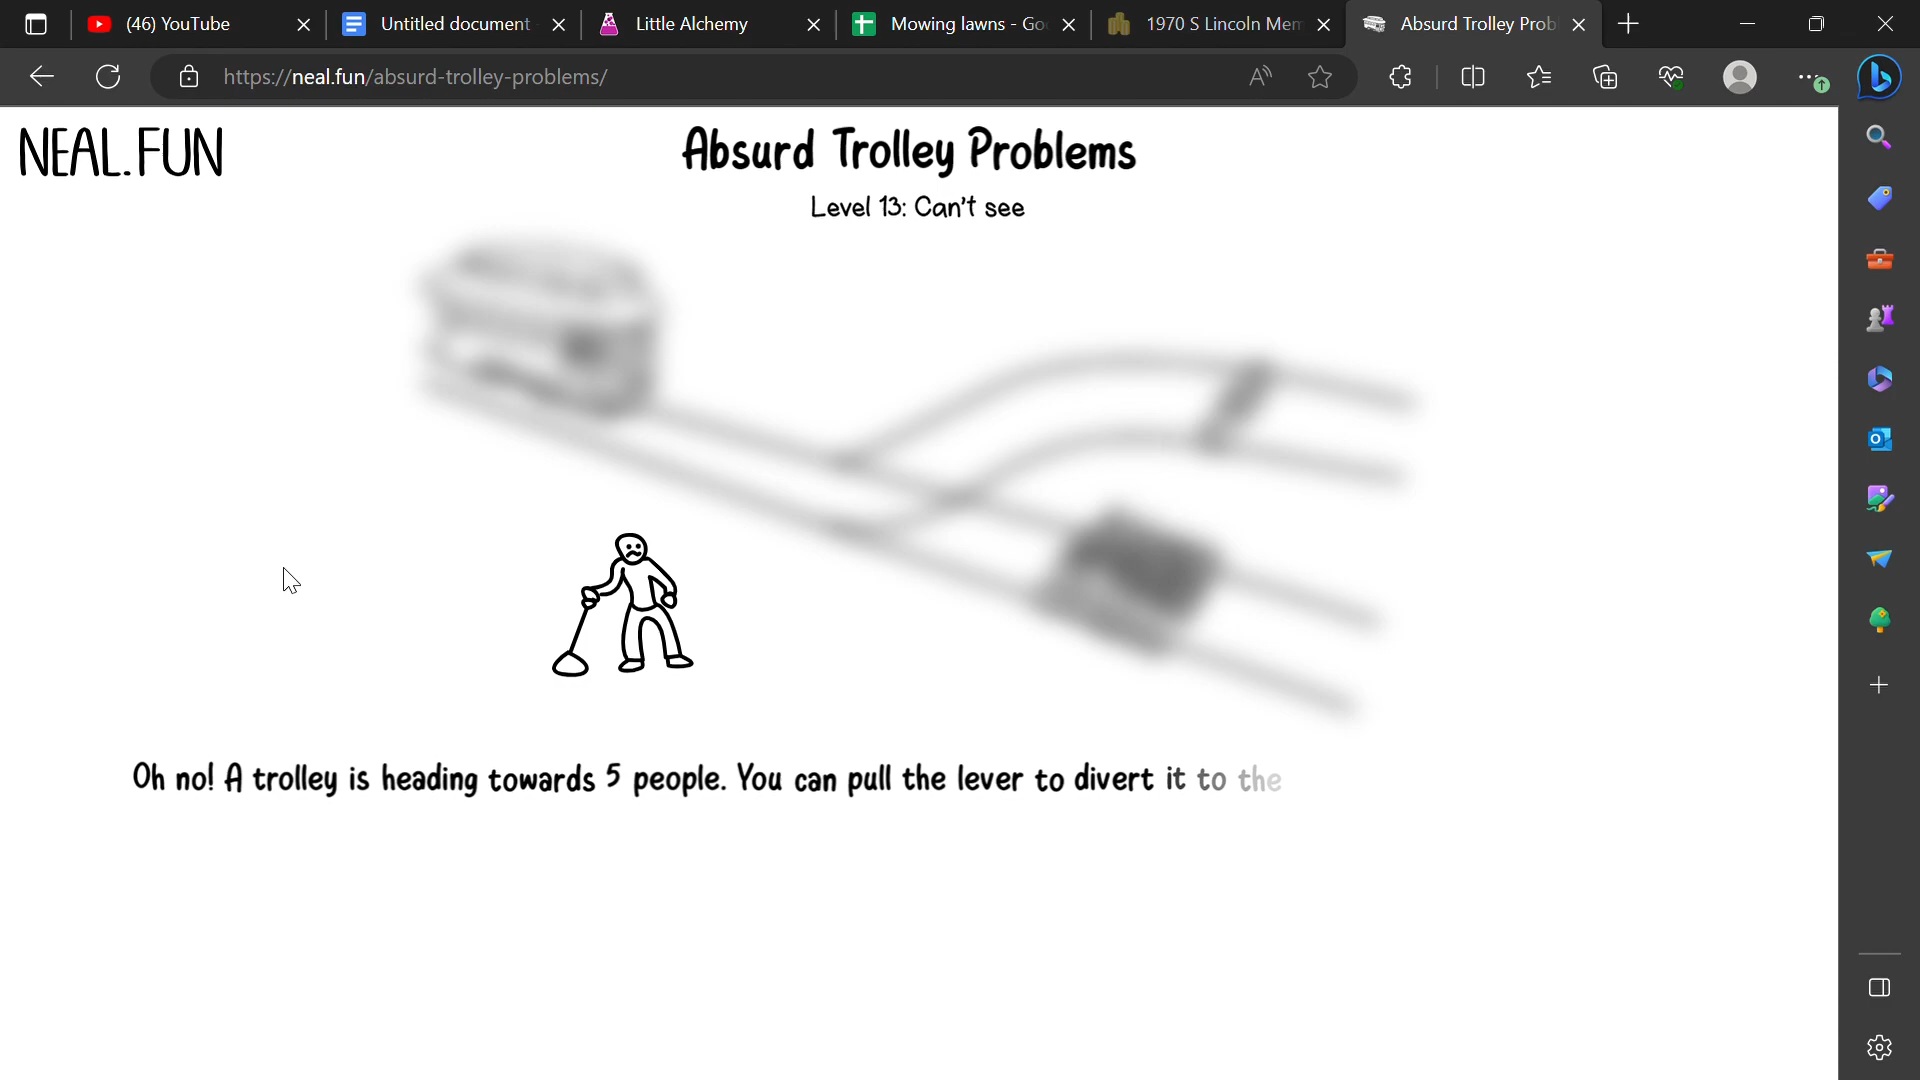 (46) YouTube
Untitled document
Little Alchemy
Mowing lawns - Go
1970 S Lincoln Mem
Absurd Trolley Prob
https://neal.fun/absurd-trolley-problems/
NEAL.FUN
Absurd Trolley Problems
Level 13: Can't see
Oh no! A trolley is heading towards 5 people. You can pull the lever to divert it to the